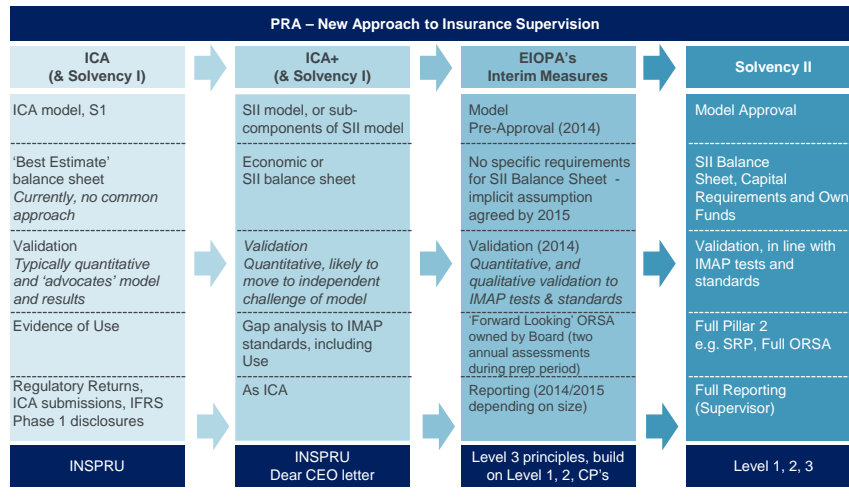 PRA – New Approach to Insurance Supervision
ICA
(& Solvency I)
ICA+
(& Solvency I)
EIOPA's
Interim Measures
Solvency II
ICA model, S1
SII model, or sub-
components of SII model
Model
Pre-Approval (2014)
Model Approval
‘Best Estimate’
balance sheet
Currently, no common
approach
Economic or
SII balance sheet
No specific requirements
for SII Balance Sheet -
implicit assumption
agreed by 2015
SII Balance
Sheet, Capital
Requirements and Own
Funds
Validation
Typically quantitative
and ‘advocates’ model
and results
Validation
Quantitative, likely to
move to independent
challenge of model
Validation (2014)
Quantitative, and
qualitative validation to
IMAP tests & standards
Validation, in line with
IMAP tests and
standards
Evidence of Use
Gap analysis to IMAP
standards, including
Use
‘Forward Looking’ ORSA
owned by Board (two
annual assessments
during prep period)
Full Pillar 2
e.g. SRP, Full ORSA
Regulatory Returns,
ICA submissions, IFRS
Phase 1 disclosures
As ICA
Reporting (2014/2015
depending on size)
Full Reporting
(Supervisor)
INSPRU
INSPRU
Dear CEO letter
Level 3 principles, build
on Level 1, 2, CP's
Level 1, 2, 3